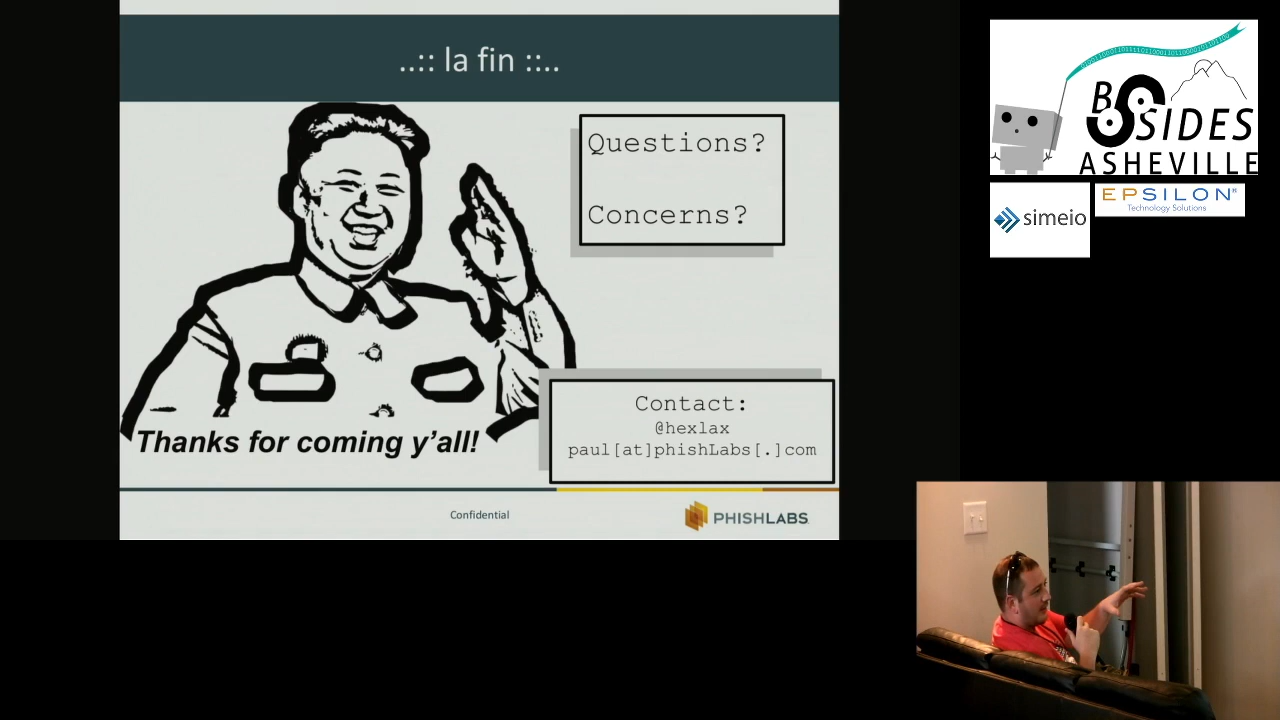 ..:: la fin ::..
Questions?
Concerns?
Thanks for coming y’all!
Contact:
@hexlax
paul[at]phishLabs[.]com
Confidential
PHISHLABS
BSIDES
ASHEVILLE
simeio
EPSILON®
Technology Solutions